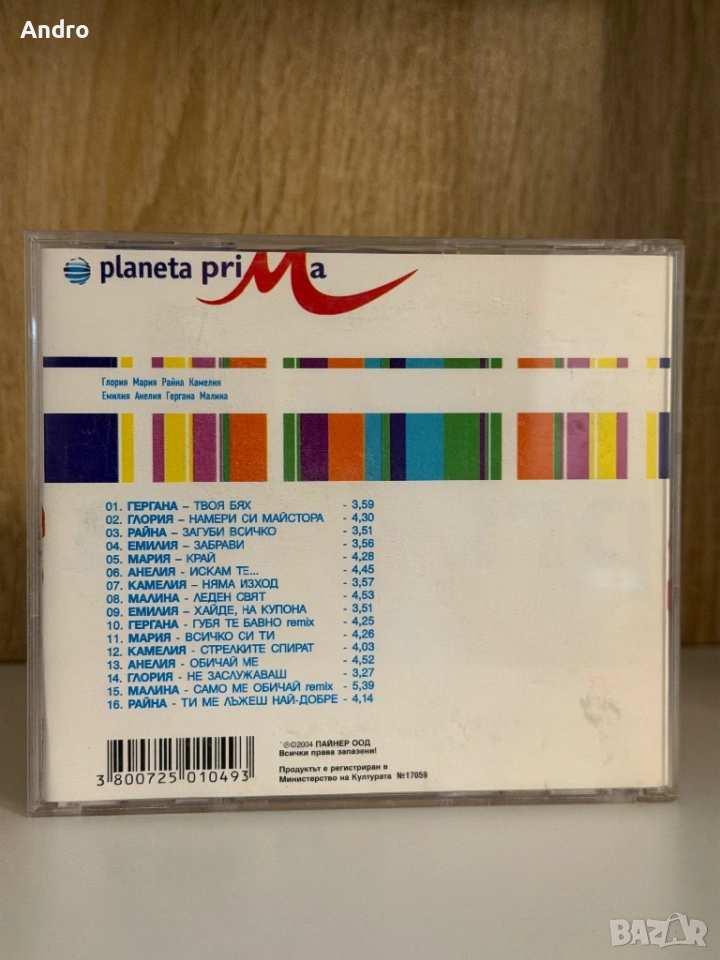 Andro
planeta priMa
Глория Мария Райна Камелия
Емилия Анелия Гергана Малина
01. ГЕРГАНА – ТВОЯ БЯХ - 3,59
02. ГЛОРИЯ – НАМЕРИ СИ МАЙСТОРА - 4,30
03. РАЙНА – ЗАГУБИ ВСИЧКО - 3,51
04. ЕМИЛИЯ – ЗАБРАВИ - 3,56
05. МАРИЯ – КРАЙ - 4,28
06. АНЕЛИЯ - ИСКАМ ТЕ... - 4,45
07. КАМЕЛИЯ – НЯМА ИЗХОД - 3,57
08. МАЛИНА - ЛЕДЕН СВЯТ - 4,53
09. ЕМИЛИЯ – ХАЙДЕ, НА КУПОНА - 3,51
10. ГЕРГАНА - ГУБЯ ТЕ БАВНО remix - 4,25
11. МАРИЯ - ВСИЧКО СИ ТИ - 4,26
12. КАМЕЛИЯ - СТРЕЛКИТЕ СПИРАТ - 4,03
13. АНЕЛИЯ - ОБИЧАЙ МЕ - 4,52
14. ГЛОРИЯ - НЕ ЗАСЛУЖАВАШ - 3,27
15. МАЛИНА - САМО МЕ ОБИЧАЙ remix - 5,39
16. РАЙНА - ТИ МЕ ЛЪЖЕШ НАЙ-ДОБРЕ - 4,14
℗©2004 ПАЙНЕР ООД
Всички права запазени!
Продуктът е регистриран в
Министерство на Културата №17059
3 800725 010493
BAZAR